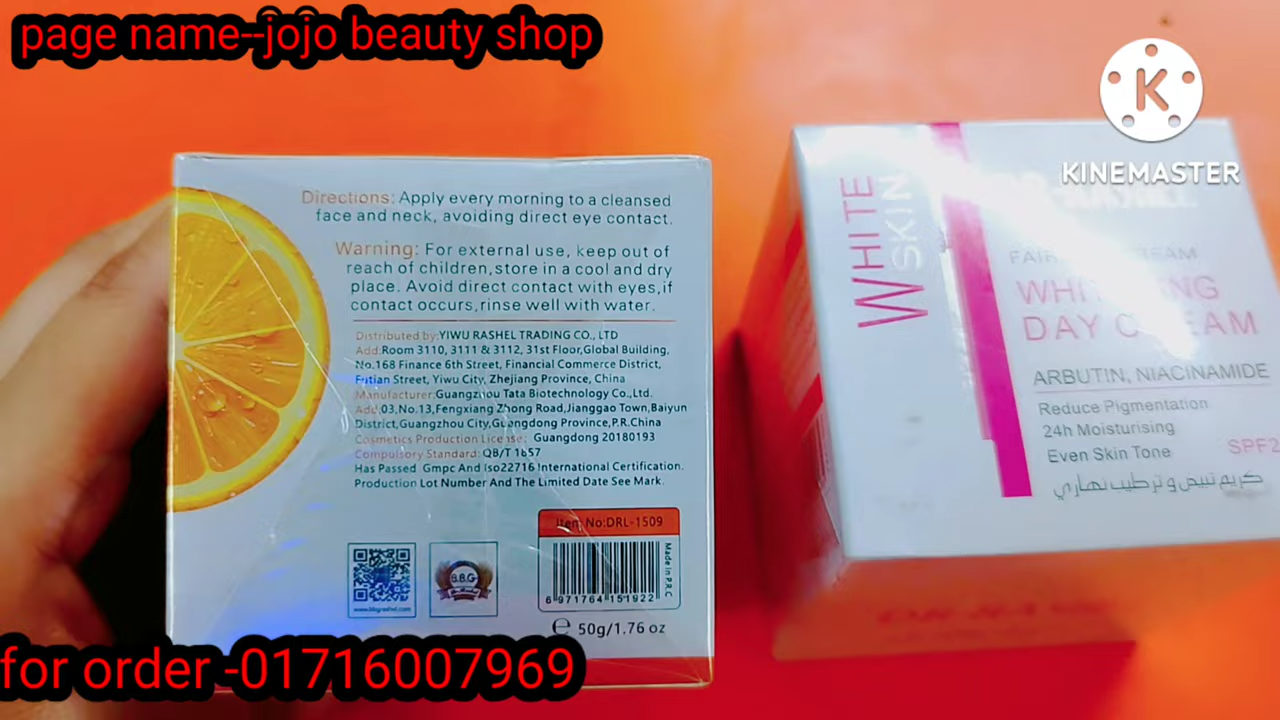 page name--jojo beauty shop
K
KINEMASTER
Directions: Apply every morning to a cleansed
face and neck, avoiding direct eye contact.
Warning: For external use, keep out of
reach of children,store in a cool and dry
place. Avoid direct contact with eyes,if
contact occurs,rinse well with water.
Distributed by:YIWU RASHEL TRADING CO., LTD
Add:Room 3110, 3111 & 3112, 31st Floor,Global Building,
No.168 Finance 6th Street, Financial Commerce District,
Futian Street, Yiwu City, Zhejiang Province, China
Manufacturer:Guangzhou Tata Biotechnology Co.,Ltd.
Add:03,No.13,Fengxiang Zhong Road,Jianggao Town,Baiyun
District,Guangzhou City,Guangdong Province,P.R.China
Cosmetics Production License: Guangdong 20180193
Compulsory Standard: QB/T 1857
Has Passed Gmpc And Iso22716 International Certification.
Production Lot Number And The Limited Date See Mark.
Item No:DRL-1509
Made in P.R.C
6 971764 151922
B.B.G
www.bbgrashel.com
℮ 50g/1.76 oz
WHITE
SKIN
WHITENING
DAY CREAM
ARBUTIN, NIACINAMIDE
Reduce Pigmentation
24h Moisturising
Even Skin Tone
كريم تبييض و ترطيب نهاري
for order -01716007969